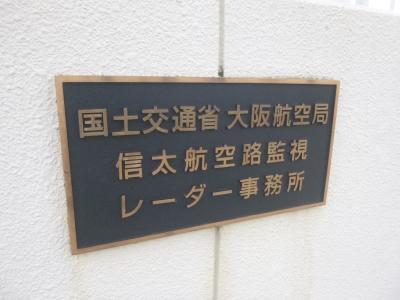 国土交通省 大阪航空局
信太航空路監視
レーダー事務所